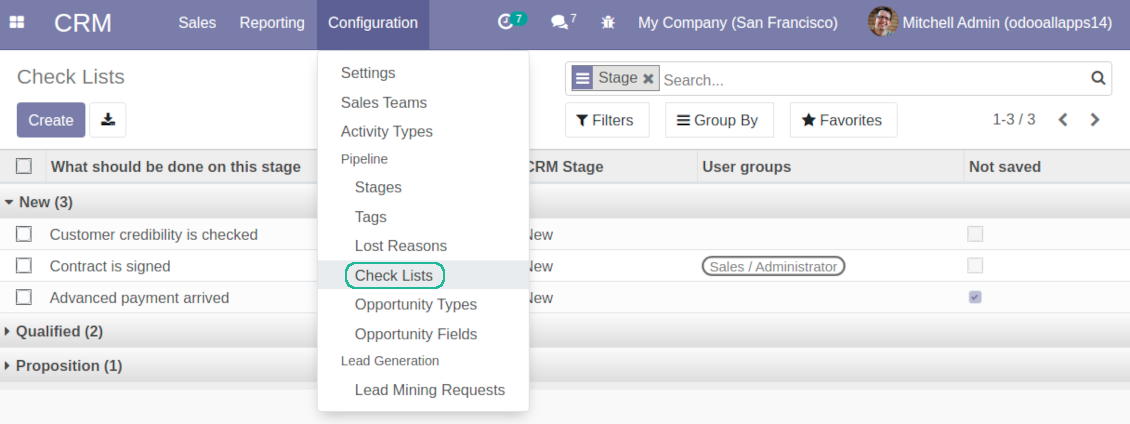 CRM Sales Reporting Configuration 7 7 My Company (San Francisco) Mitchell Admin (odooallapps14)
Check Lists
Stage Search...
Create
Filters Group By Favorites 1-3 / 3
Settings
Sales Teams
Activity Types
Pipeline
Stages
Tags
Lost Reasons
Check Lists
Opportunity Types
Opportunity Fields
Lead Generation
Lead Mining Requests
What should be done on this stage CRM Stage User groups Not saved
New (3)
Customer credibility is checked New
Contract is signed New Sales / Administrator
Advanced payment arrived New
Qualified (2)
Proposition (1)